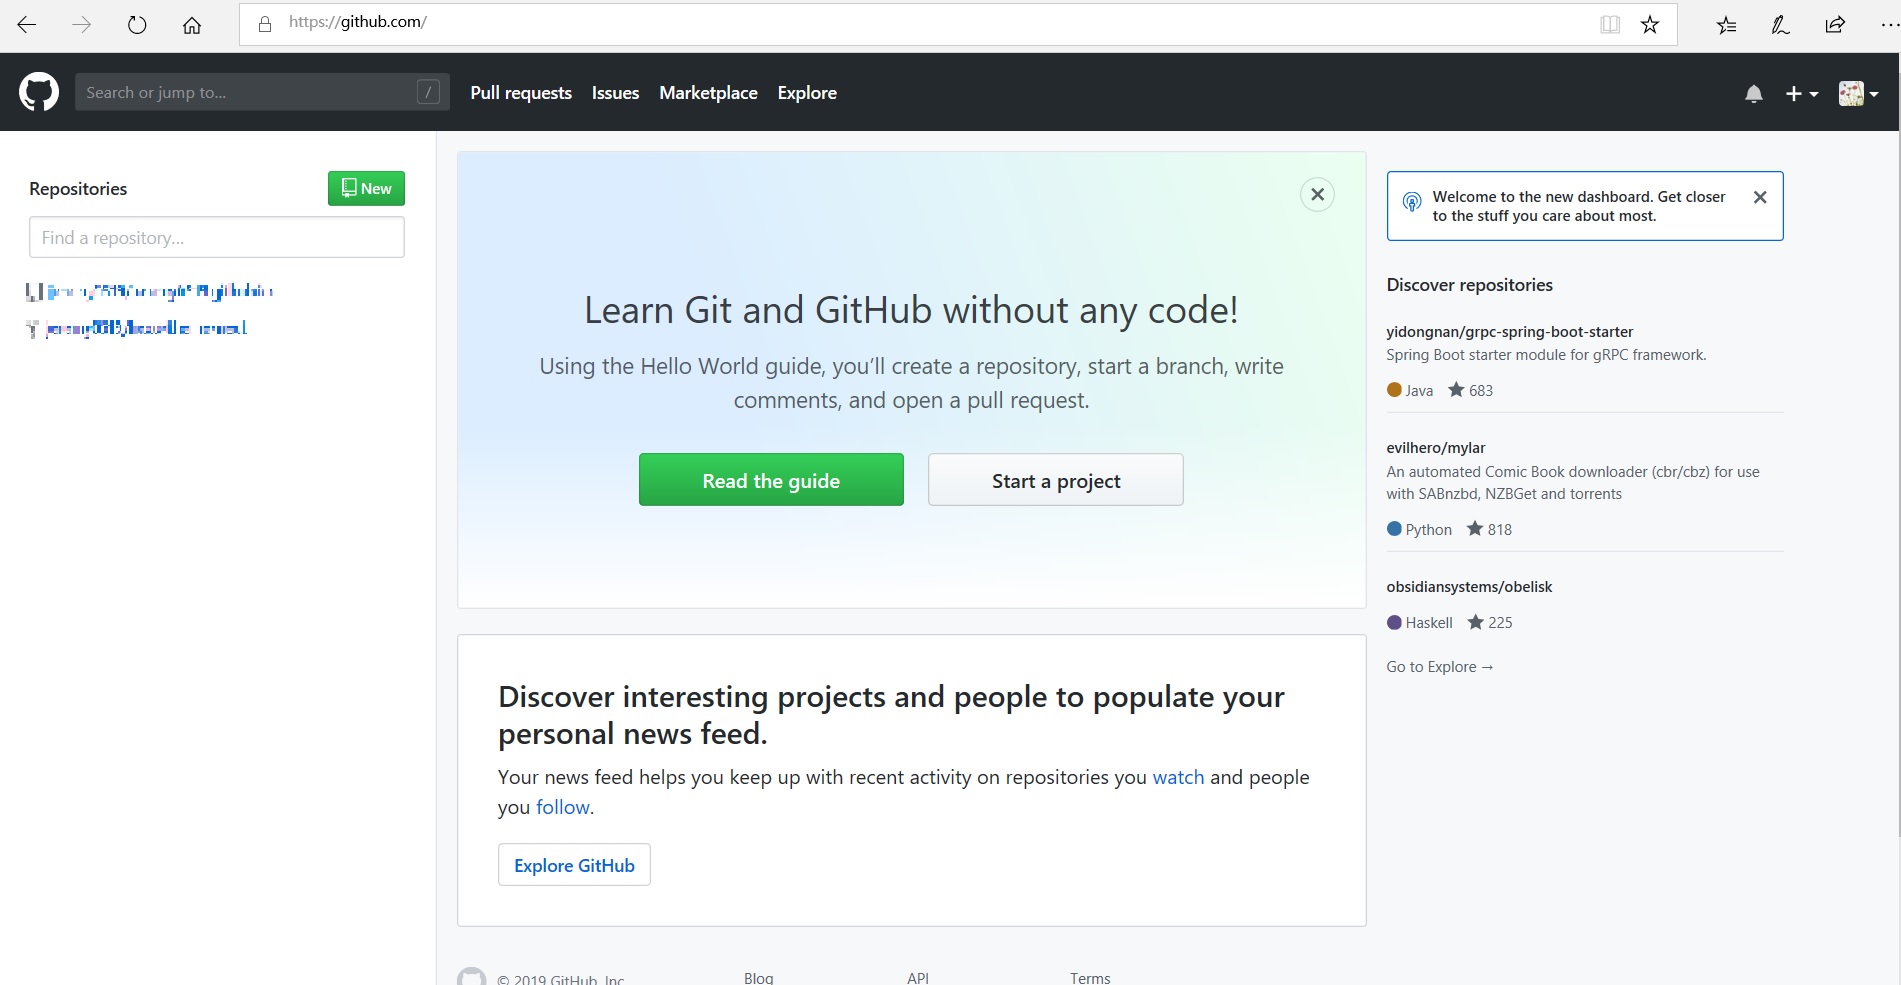 https://github.com/
Search or jump to...
/
Pull requests
Issues
Marketplace
Explore
Repositories
New
Find a repository...
Learn Git and GitHub without any code!
Using the Hello World guide, you’ll create a repository, start a branch, write
comments, and open a pull request.
Read the guide
Start a project
Discover interesting projects and people to populate your
personal news feed.
Your news feed helps you keep up with recent activity on repositories you watch and people
you follow.
Explore GitHub
Welcome to the new dashboard. Get closer
to the stuff you care about most.
Discover repositories
yidongnan/grpc-spring-boot-starter
Spring Boot starter module for gRPC framework.
Java 683
evilhero/mylar
An automated Comic Book downloader (cbr/cbz) for use
with SABnzbd, NZBGet and torrents
Python 818
obsidiansystems/obelisk
Haskell 225
Go to Explore →
© 2019 GitHub, Inc.
Blog
API
Terms